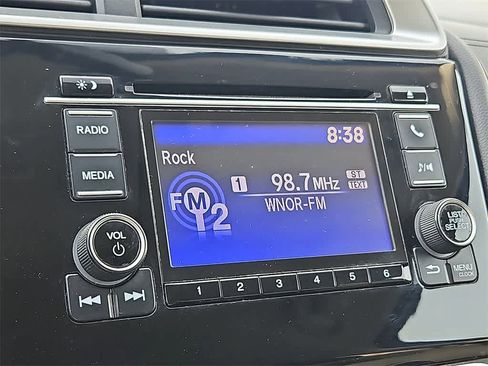 8:38
RADIO
Rock
MEDIA
1 98.7MHz ST
TEXT
FM2
WNOR-FM
VOL
LIST/
PUSH
SELECT
MENU
CLOCK
1 2 3 4 5 6